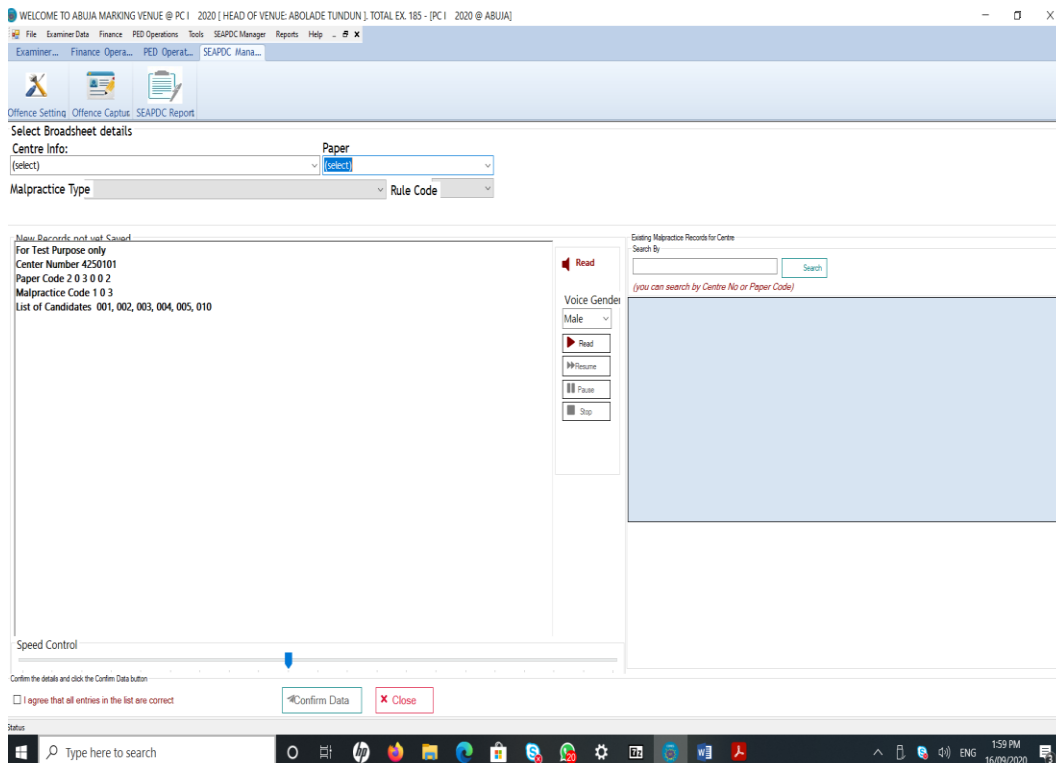 WELCOME TO ABUJA MARKING VENUE @ PC I 2020 [ HEAD OF VENUE: ABOLADE TUNDUN ]. TOTAL EX. 185 - [PC I 2020 @ ABUJA]
File Examiner Data Finance PED Operations Tools SEAPDC Manager Reports Help
Examiner... Finance Opera... PED Operat... SEAPDC Mana...
Offence Setting Offence Captue SEAPDC Report
Select Broadsheet details
Centre Info: Paper
(select) (select)
Malpractice Type Rule Code
New Records not yet Saved
For Test Purpose only
Center Number 4250101
Paper Code 2 0 3 0 0 2
Malpractice Code 1 0 3
List of Candidates 001, 002, 003, 004, 005, 010
Read
Voice Gender
Male
Read
Resume
Pause
Stop
Existing Malpractice Records for Centre
Search By
Search
(you can search by Centre No or Paper Code)
Speed Control
Confirm the details and click the Confirm Data button
I agree that all entries in the list are correct Confirm Data Close
Status
Type here to search 20 ENG 1:59 PM
16/09/2020 3